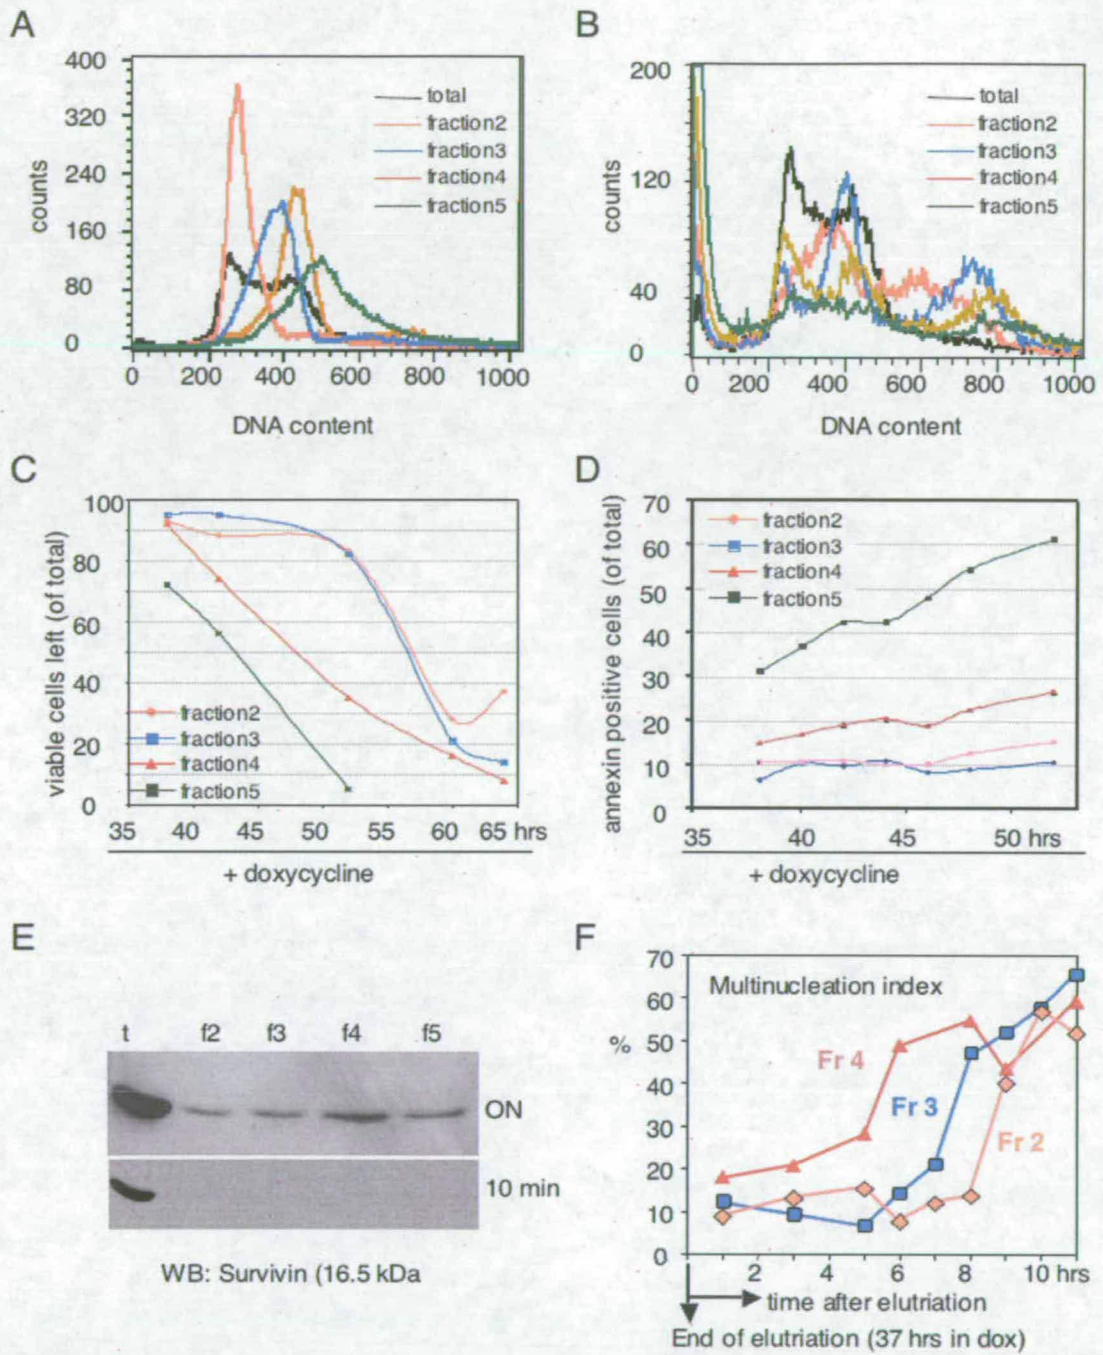 A
400
320
240
160
80
0
counts
total
fraction2
fraction3
fraction4
fraction5
0 200 400 600 800 1000
DNA content
B
200
120
40
0
counts
total
fraction2
fraction3
fraction4
fraction5
0 200 400 600 800 1000
DNA content
C
100
80
60
40
20
0
viable cells left (of total)
fraction2
fraction3
fraction4
fraction5
35 40 45 50 55 60 65 hrs
+ doxycycline
D
70
60
50
40
30
20
10
0
annexin positive cells (of total)
fraction2
fraction3
fraction4
fraction5
35 40 45 50 hrs
+ doxycycline
E
t f2 f3 f4 f5
ON
10 min
WB: Survivin (16.5 kDa
F
70
60
50
40
30
20
10
0
%
Multinucleation index
Fr 4
Fr 3
Fr 2
2 4 6 8 10 hrs
time after elutriation
End of elutriation (37 hrs in dox)